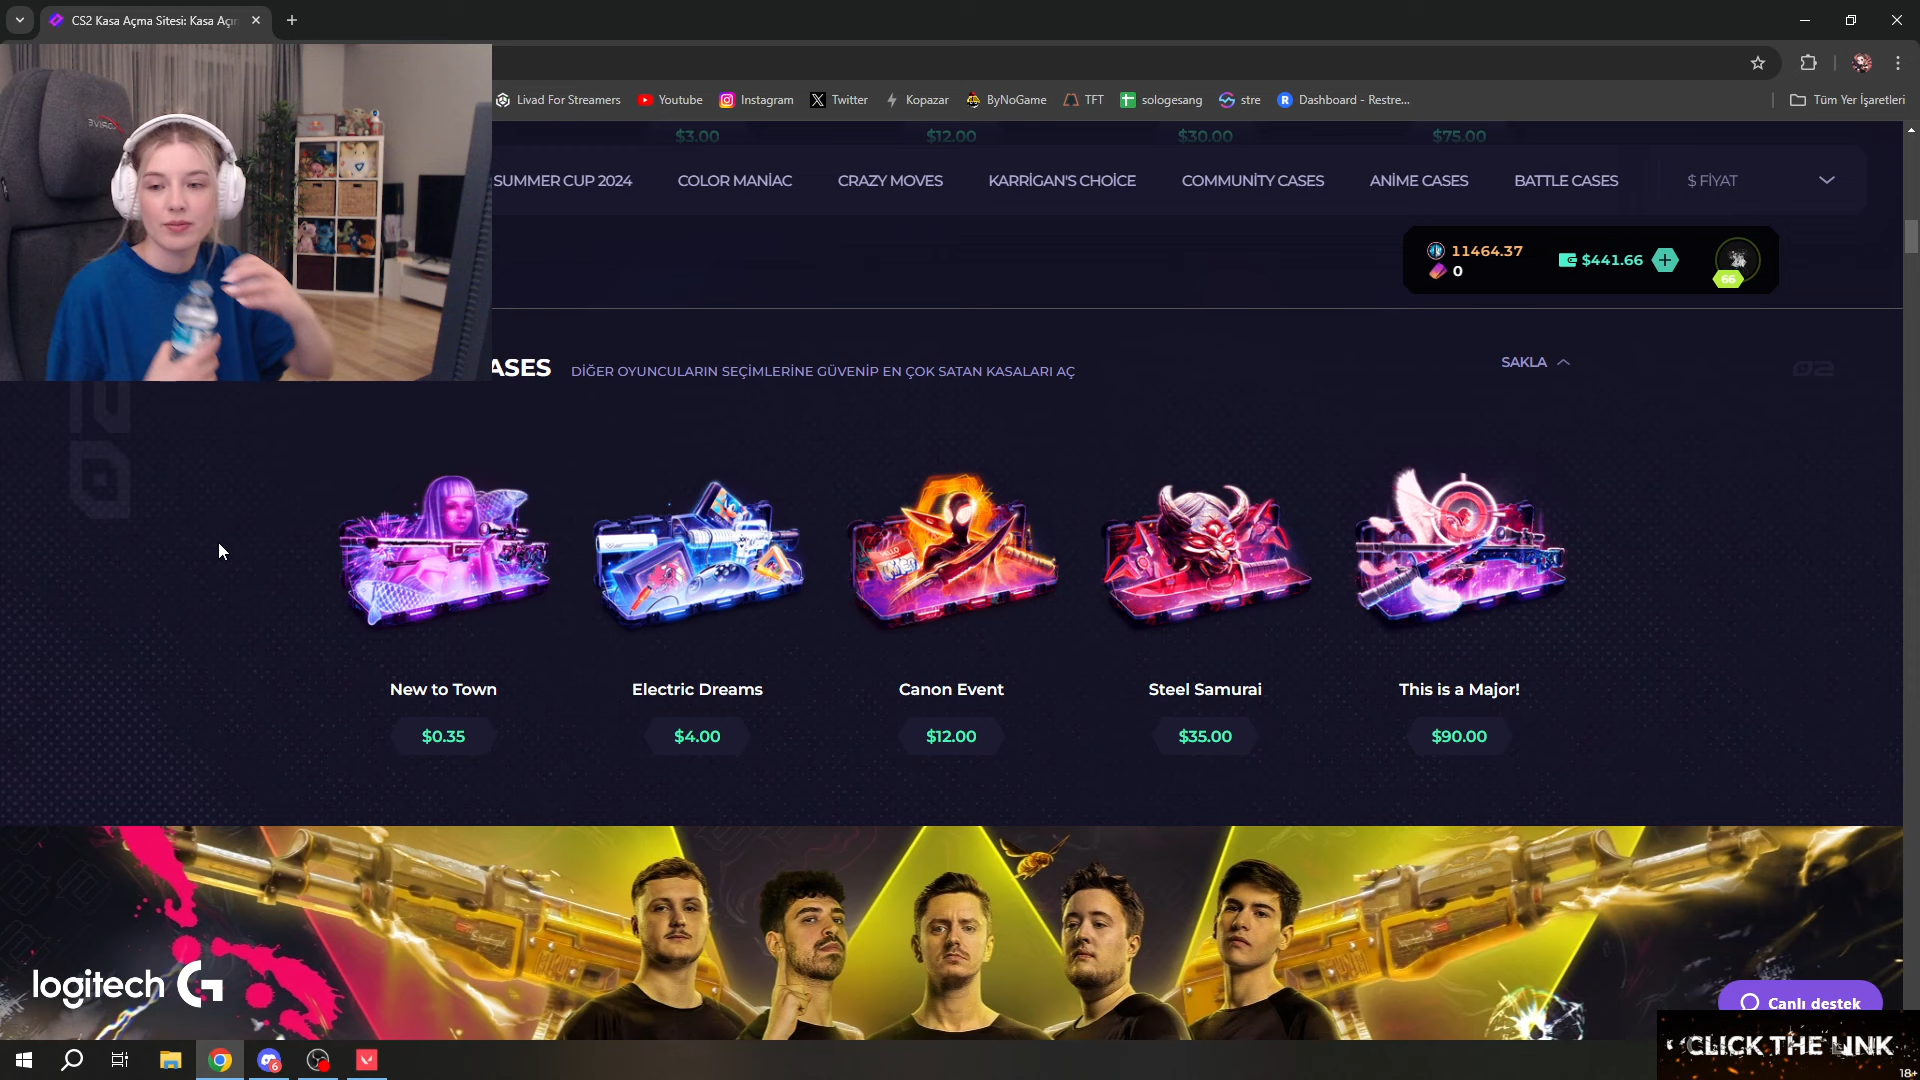 CS2 Kasa Açma Sitesi: Kasa Açın
Livad For Streamers
Youtube
Instagram
Twitter
Kopazar
ByNoGame
TFT
sologesang
stre
Dashboard - Restre...
Tüm Yer İşaretleri
$3.00
$12.00
$30.00
$75.00
SUMMER CUP 2024
COLOR MANİAC
CRAZY MOVES
KARRİGAN'S CHOİCE
COMMUNİTY CASES
ANİME CASES
BATTLE CASES
$ FİYAT
11464.37
0
$441.66
66
ASES
DİĞER OYUNCULARIN SEÇİMLERİNE GÜVENİP EN ÇOK SATAN KASALARI AÇ
SAKLA
02
02
New to Town
Electric Dreams
Canon Event
Steel Samurai
This is a Major!
$0.35
$4.00
$12.00
$35.00
$90.00
logitech G
Canlı destek
CLICK THE LINK
18+
6